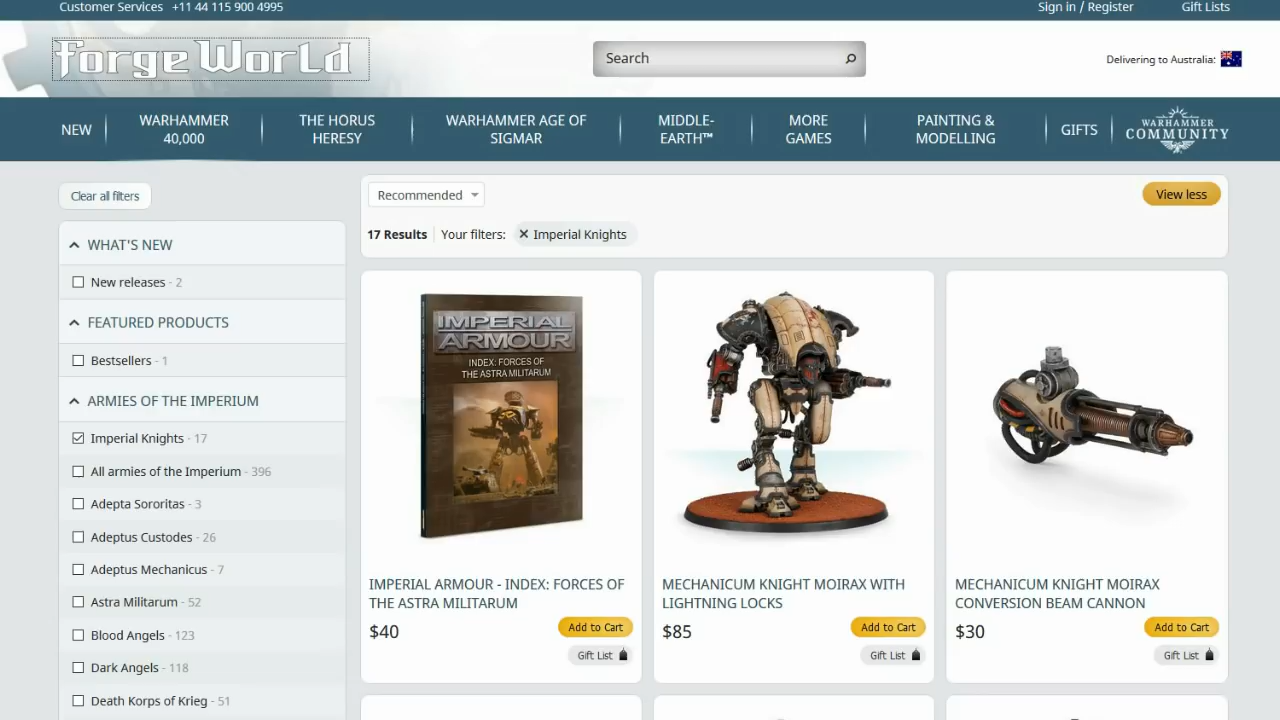 Customer Services +11 44 115 900 4995
Sign in / Register
Gift Lists
forgeWorld
Search
Delivering to Australia:
NEW
WARHAMMER 40,000
THE HORUS HERESY
WARHAMMER AGE OF SIGMAR
MIDDLE-EARTH™
MORE GAMES
PAINTING & MODELLING
GIFTS
WARHAMMER
COMMUNITY
Clear all filters
Recommended
View less
17 Results
Your filters:
✕ Imperial Knights
WHAT'S NEW
New releases - 2
FEATURED PRODUCTS
Bestsellers - 1
ARMIES OF THE IMPERIUM
Imperial Knights - 17
All armies of the Imperium - 396
Adepta Sororitas - 3
Adeptus Custodes - 26
Adeptus Mechanicus - 7
Astra Militarum - 52
Blood Angels - 123
Dark Angels - 118
Death Korps of Krieg - 51
IMPERIAL
ARMOUR
INDEX: FORCES OF
THE ASTRA MILITARUM
IMPERIAL ARMOUR - INDEX: FORCES OF
THE ASTRA MILITARUM
$40
Add to Cart
Gift List
MECHANICUM KNIGHT MOIRAX WITH
LIGHTNING LOCKS
$85
Add to Cart
Gift List
MECHANICUM KNIGHT MOIRAX
CONVERSION BEAM CANNON
$30
Add to Cart
Gift List